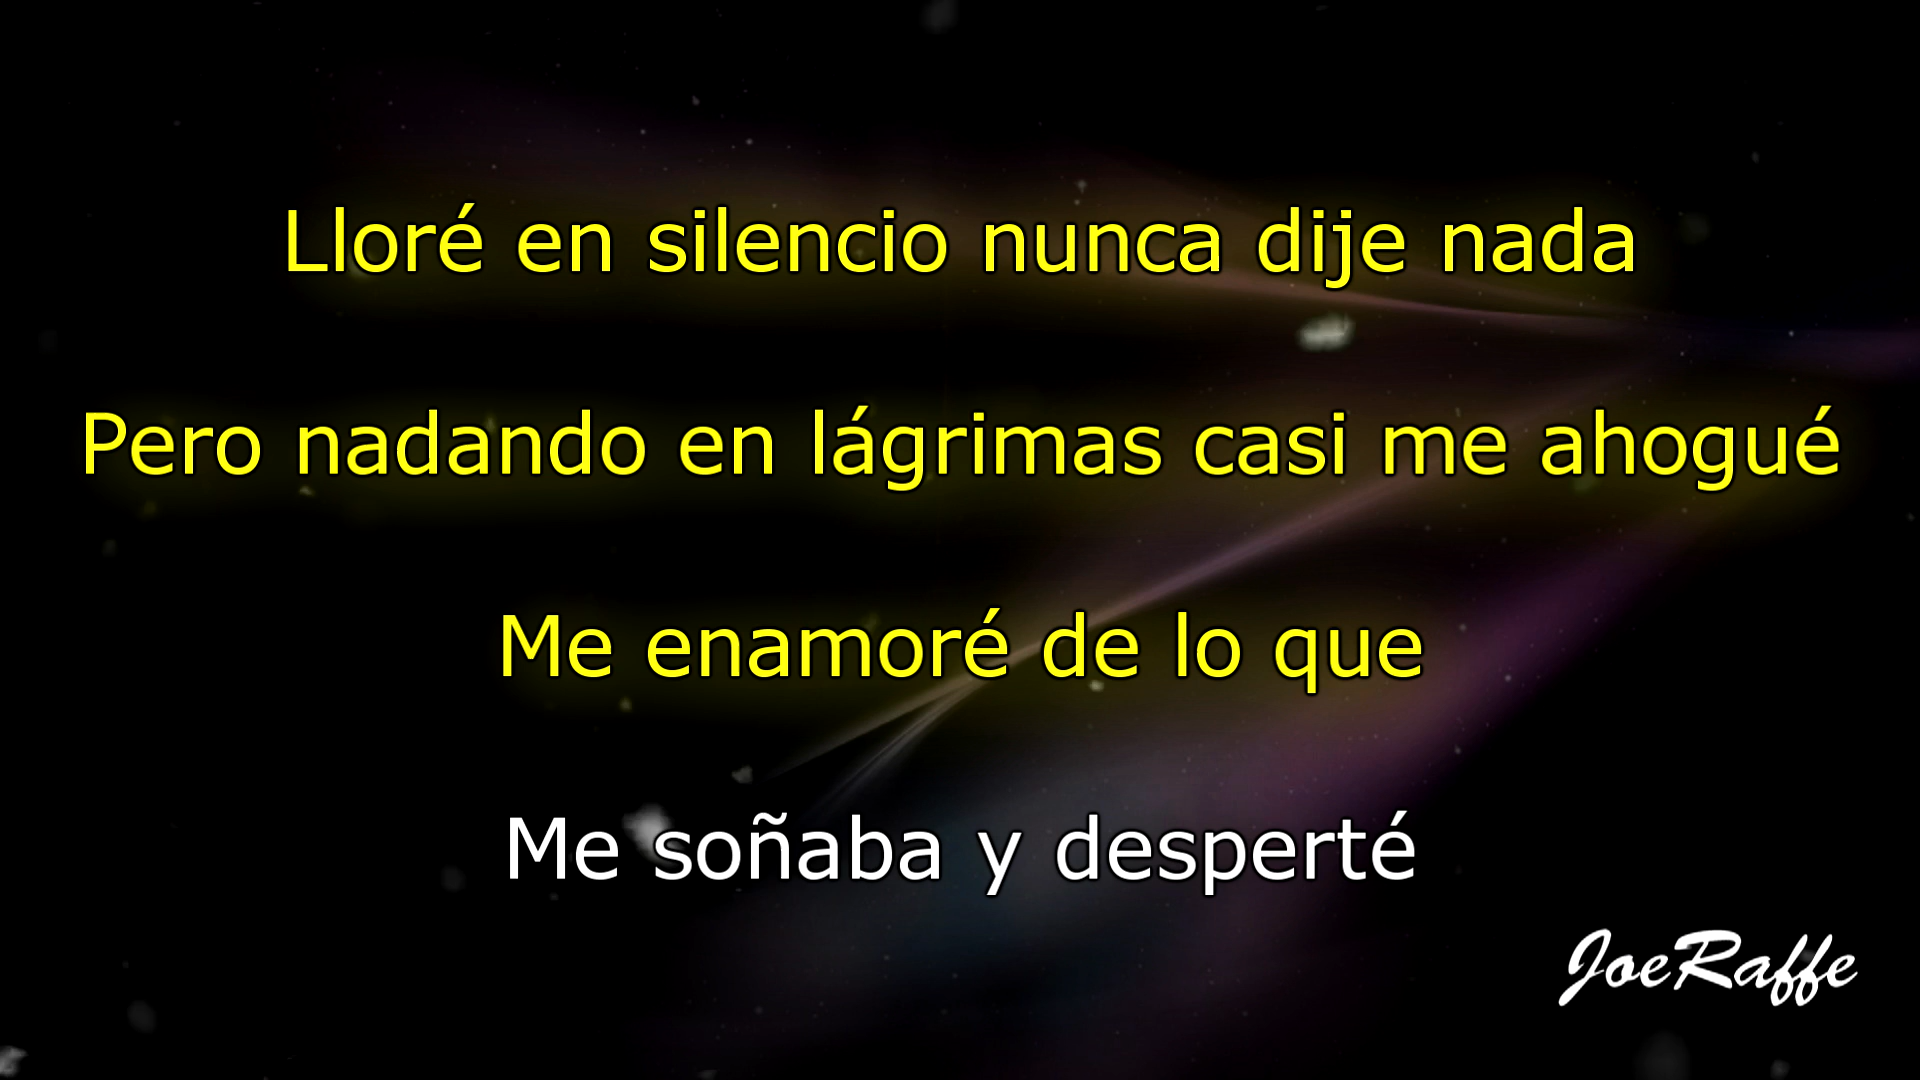 Lloré en silencio nunca dije nada
Pero nadando en lágrimas casi me ahogué
Me enamoré de lo que
Me soñaba y desperté
JoeRaffe